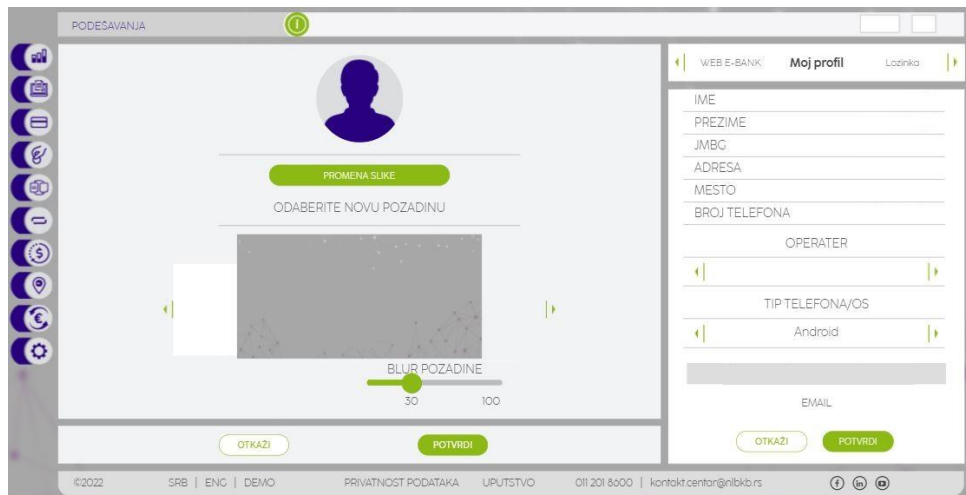 PODEŠAVANJA
PROMENA SLIKE
ODABERITE NOVU POZADINU
BLUR POZADINE
30 100
OTKAŽI POTVRDI
WEB E-BANK Moj profil Lozinka
IME
PREZIME
JMBG
ADRESA
MESTO
BROJ TELEFONA
OPERATER
TIP TELEFONA/OS
Android
EMAIL
OTKAŽI POTVRDI
©2022 SRB | ENG | DEMO PRIVATNOST PODATAKA UPUTSTVO 011 201 8600 | kontakt.centar@nlbkb.rs